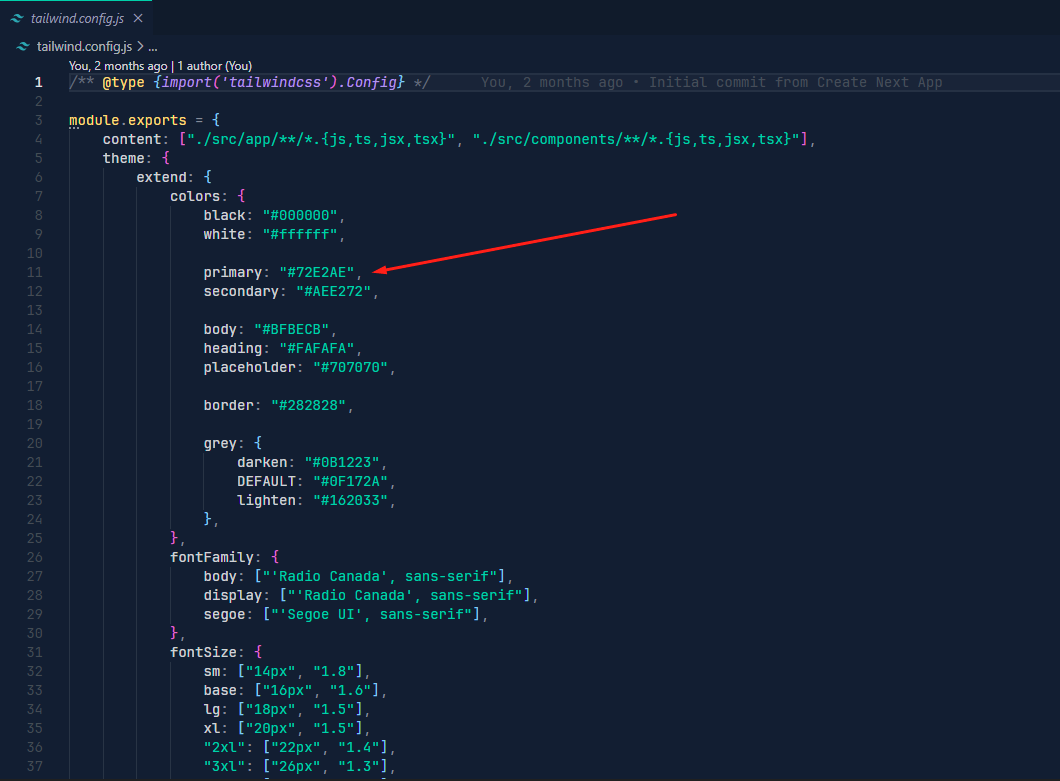 tailwind.config.js
tailwind.config.js > ...
You, 2 months ago | 1 author (You)
1 /** @type {import('tailwindcss').Config} */ You, 2 months ago • Initial commit from Create Next App
2
3 module.exports = {
4 content: ["./src/app/**/*.{js,ts,jsx,tsx}", "./src/components/**/*.{js,ts,jsx,tsx}"],
5 theme: {
6 extend: {
7 colors: {
8 black: "#000000",
9 white: "#ffffff",
10
11 primary: "#72E2AE",
12 secondary: "#AEE272",
13
14 body: "#BFBECB",
15 heading: "#FAFAFA",
16 placeholder: "#707070",
17
18 border: "#282828",
19
20 grey: {
21 darken: "#0B1223",
22 DEFAULT: "#0F172A",
23 lighten: "#162033",
24 },
25 },
26 fontFamily: {
27 body: ["'Radio Canada', sans-serif"],
28 display: ["'Radio Canada', sans-serif"],
29 segoe: ["'Segoe UI', sans-serif"],
30 },
31 fontSize: {
32 sm: ["14px", "1.8"],
33 base: ["16px", "1.6"],
34 lg: ["18px", "1.5"],
35 xl: ["20px", "1.5"],
36 "2xl": ["22px", "1.4"],
37 "3xl": ["26px", "1.3"],